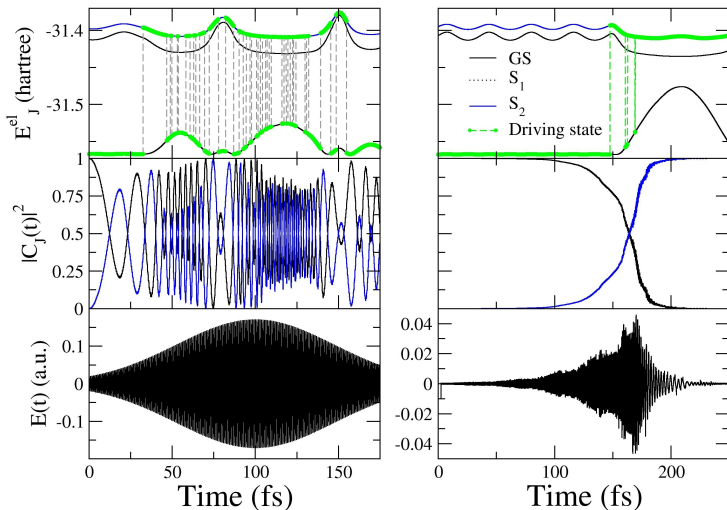 E^el_J (hartree)
-31.4
-31.5
GS
S_1
S_2
Driving state
|C_J(t)|^2
1
0.75
0.5
0.25
0
E(t) (a.u.)
0.1
0
-0.1
0.04
0.02
0
-0.02
-0.04
0 50 100 150
0 100 200
Time (fs)
Time (fs)